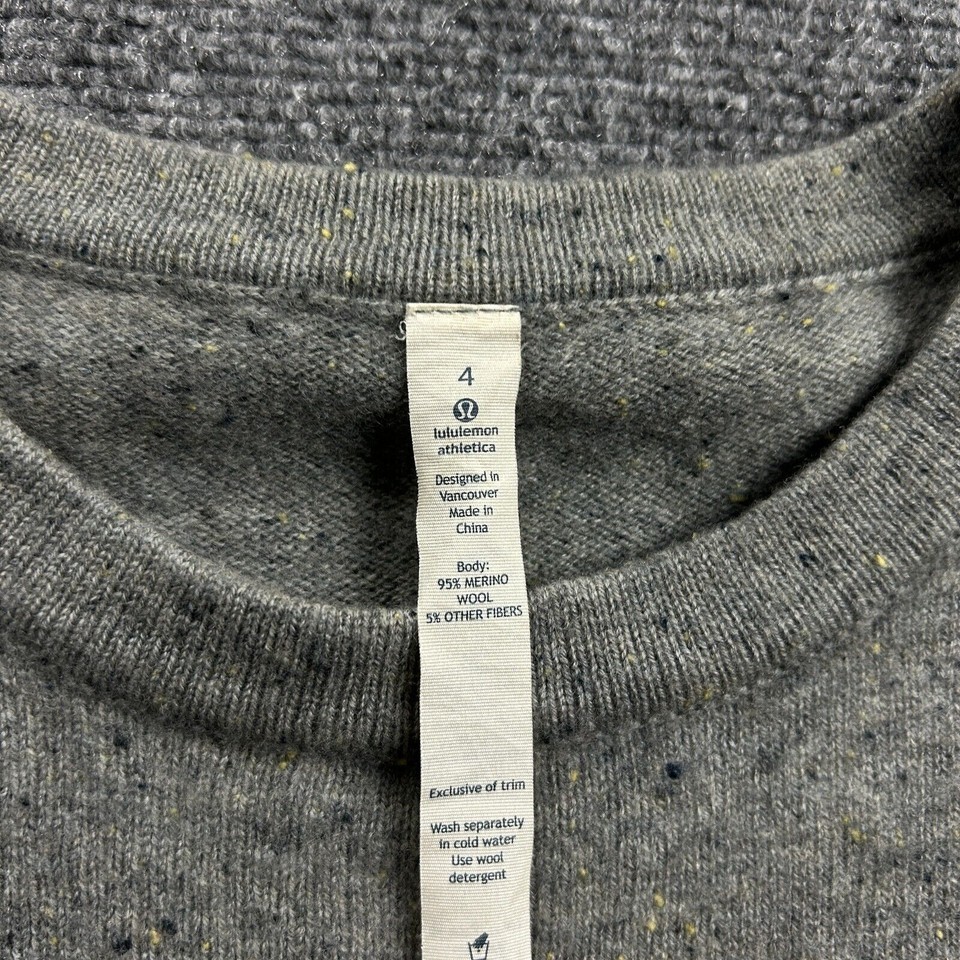 4
lululemon
athletica
Designed in
Vancouver
Made in
China
Body:
95% MERINO
WOOL
5% OTHER FIBERS
Exclusive of trim
Wash separately
in cold water
Use wool
detergent